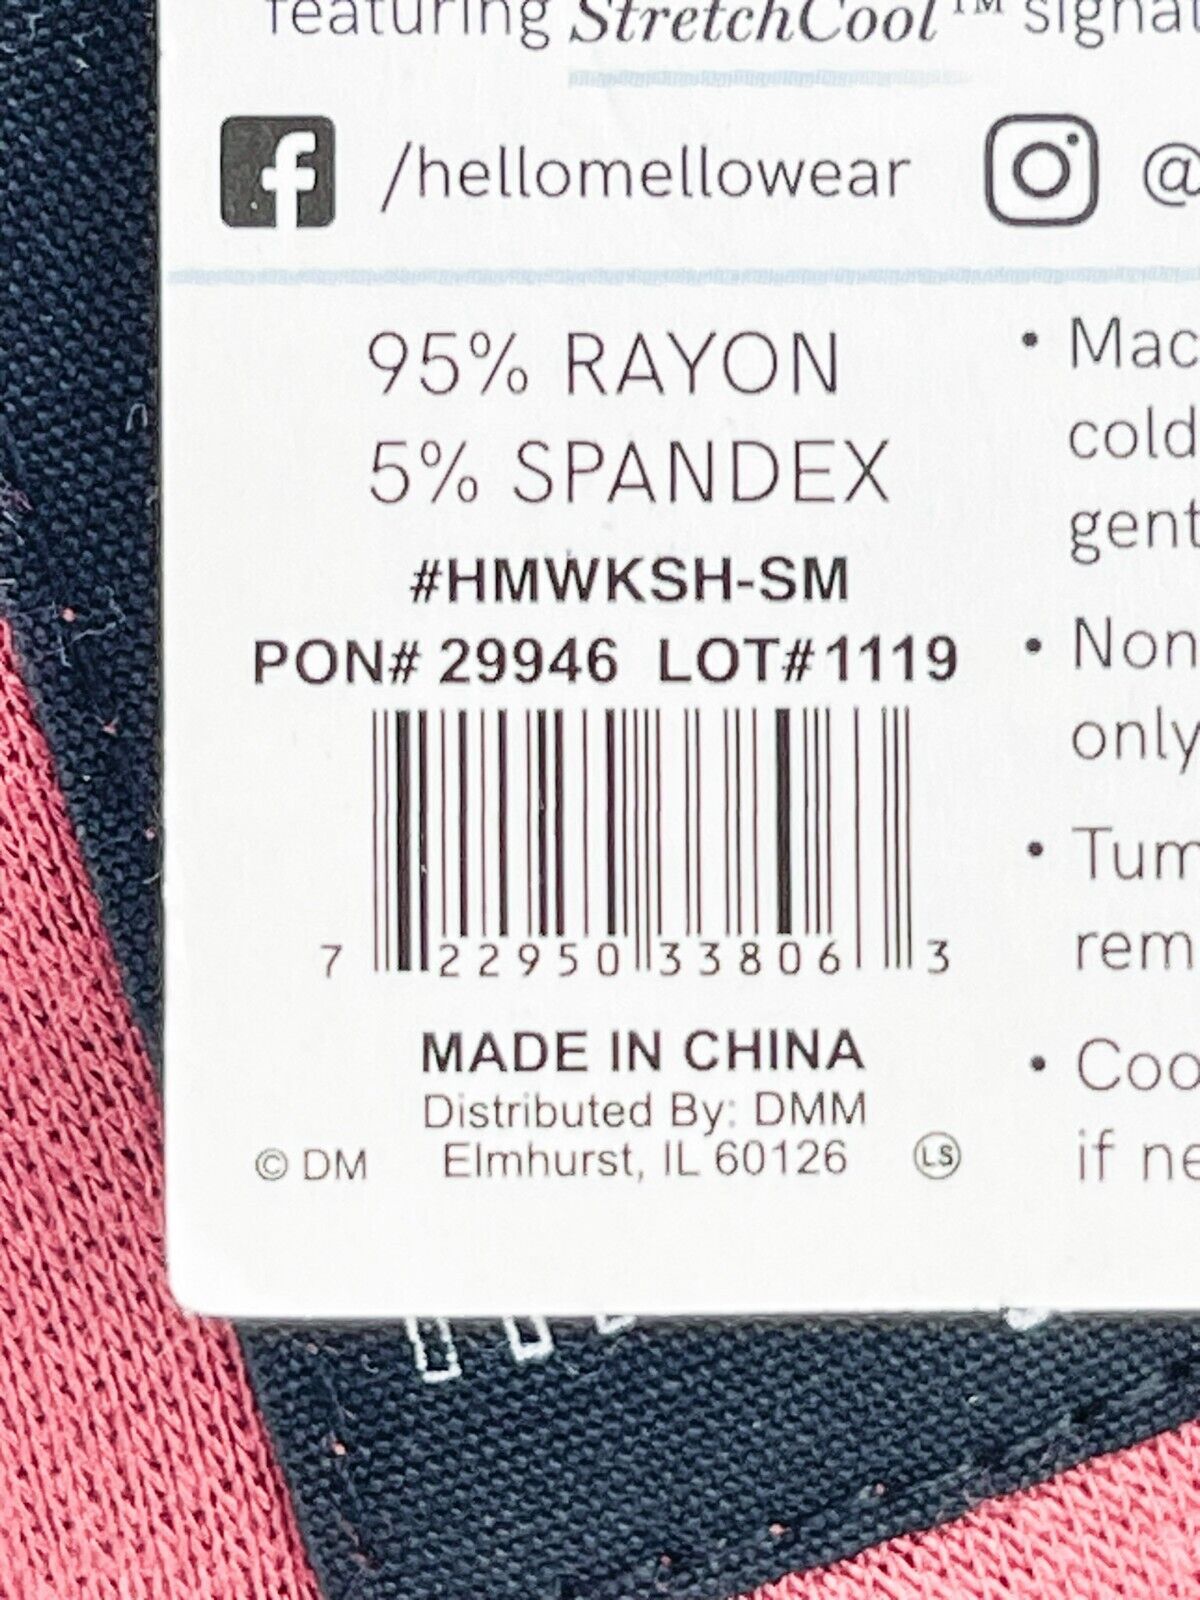 featuring StretchCool™
/hellomellowear @
95% RAYON
5% SPANDEX
#HMWKSH-SM
PON# 29946 LOT#1119
7 22950 33806 3
MADE IN CHINA
Distributed By: DMM
© DM Elmhurst, IL 60126 LS
• Mac
cold
gent
• Non
only
• Tum
rem
• Coo
if ne